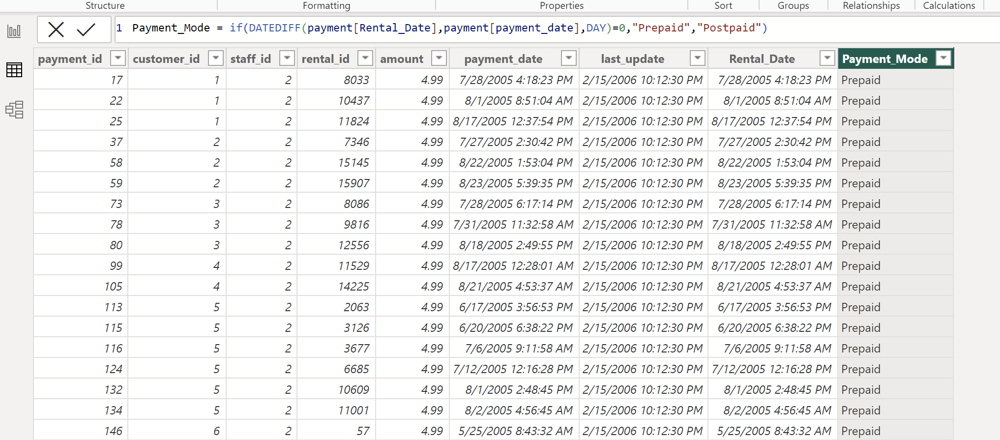 Structure Formatting Properties Sort Groups Relationships Calculations
1 Payment_Mode = if(DATEDIFF(payment[Rental_Date],payment[payment_date],DAY)=0,"Prepaid","Postpaid")
payment_id customer_id staff_id rental_id amount payment_date last_update Rental_Date Payment_Mode
17 1 2 8033 4.99 7/28/2005 4:18:23 PM 2/15/2006 10:12:30 PM 7/28/2005 4:18:23 PM Prepaid
22 1 2 10437 4.99 8/1/2005 8:51:04 AM 2/15/2006 10:12:30 PM 8/1/2005 8:51:04 AM Prepaid
25 1 2 11824 4.99 8/17/2005 12:37:54 PM 2/15/2006 10:12:30 PM 8/17/2005 12:37:54 PM Prepaid
37 2 2 7346 4.99 7/27/2005 2:30:42 PM 2/15/2006 10:12:30 PM 7/27/2005 2:30:42 PM Prepaid
58 2 2 15145 4.99 8/22/2005 1:53:04 PM 2/15/2006 10:12:30 PM 8/22/2005 1:53:04 PM Prepaid
59 2 2 15907 4.99 8/23/2005 5:39:35 PM 2/15/2006 10:12:30 PM 8/23/2005 5:39:35 PM Prepaid
73 3 2 8086 4.99 7/28/2005 6:17:14 PM 2/15/2006 10:12:30 PM 7/28/2005 6:17:14 PM Prepaid
78 3 2 9816 4.99 7/31/2005 11:32:58 AM 2/15/2006 10:12:30 PM 7/31/2005 11:32:58 AM Prepaid
80 3 2 12556 4.99 8/18/2005 2:49:55 PM 2/15/2006 10:12:30 PM 8/18/2005 2:49:55 PM Prepaid
99 4 2 11529 4.99 8/17/2005 12:28:01 AM 2/15/2006 10:12:30 PM 8/17/2005 12:28:01 AM Prepaid
105 4 2 14225 4.99 8/21/2005 4:53:37 AM 2/15/2006 10:12:30 PM 8/21/2005 4:53:37 AM Prepaid
113 5 2 2063 4.99 6/17/2005 3:56:53 PM 2/15/2006 10:12:30 PM 6/17/2005 3:56:53 PM Prepaid
115 5 2 3126 4.99 6/20/2005 6:38:22 PM 2/15/2006 10:12:30 PM 6/20/2005 6:38:22 PM Prepaid
116 5 2 3677 4.99 7/6/2005 9:11:58 AM 2/15/2006 10:12:30 PM 7/6/2005 9:11:58 AM Prepaid
124 5 2 6685 4.99 7/12/2005 12:16:28 PM 2/15/2006 10:12:30 PM 7/12/2005 12:16:28 PM Prepaid
132 5 2 10609 4.99 8/1/2005 2:48:45 PM 2/15/2006 10:12:30 PM 8/1/2005 2:48:45 PM Prepaid
134 5 2 11001 4.99 8/2/2005 4:56:45 AM 2/15/2006 10:12:30 PM 8/2/2005 4:56:45 AM Prepaid
146 6 2 57 4.99 5/25/2005 8:43:32 AM 2/15/2006 10:12:30 PM 5/25/2005 8:43:32 AM Prepaid